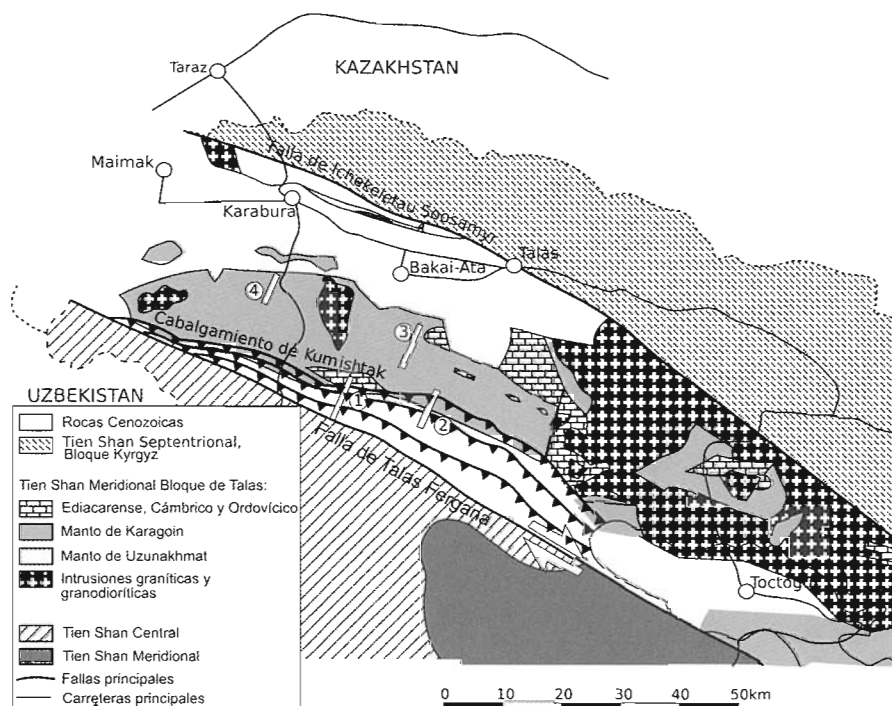 Taraz
KAZAKHSTAN
Maimak
Falla de Ichekeletau Soosamyr
Karabura
Talas
Bakai-Ata
4
3
Cabalgamiento de Kumishtak
UZBEKISTAN
1
2
Falla de Talas Fergana
Rocas Cenozoicas
Tien Shan Septentrional,
Bloque Kyrgyz
Tien Shan Meridional Bloque de Talas:
Ediacarense, Cámbrico y Ordovícico
Manto de Karagoin
Manto de Uzunakhmat
Intrusiones graníticas y
granodioríticas
Tien Shan Central
Tien Shan Meridional
Fallas principales
Carreteras principales
0 10 20 30 40 50km